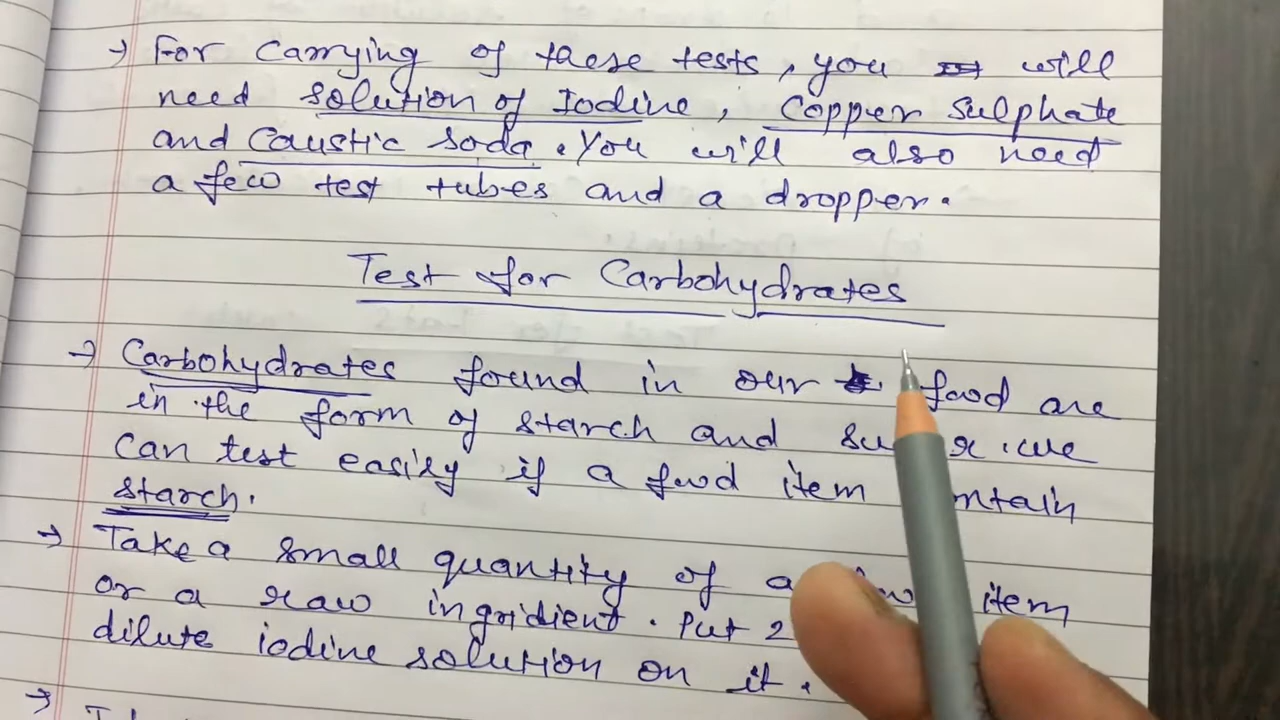 → For Carrying of these tests, you will
need solution of Iodine, Copper Sulphate
and Caustic soda. You will also need
a few test tubes and a dropper.
Test for Carbohydrates
→ Carbohydrates found in our food are
in the form of starch and we
can test easily if a food item
starch.
→ Take a small quantity of a item
or a raw ingridient. Put 2
dilute iodine solution on it.
→